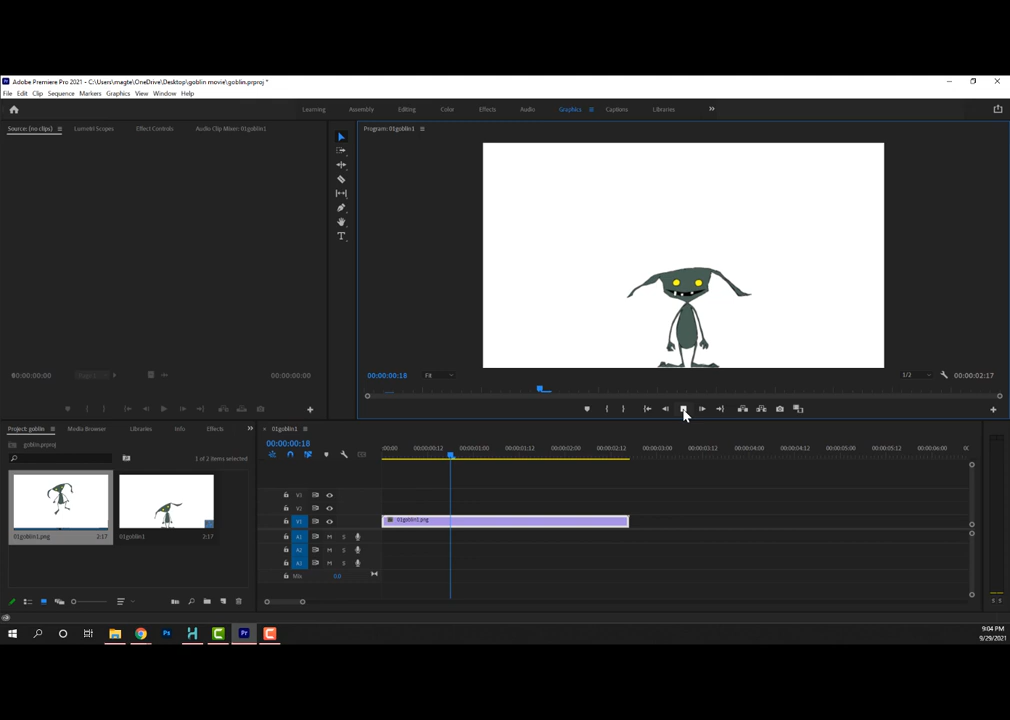 Adobe Premiere Pro 2021 - C:\Users\magte\OneDrive\Desktop\goblin movie\goblin.prproj *
File Edit Clip Sequence Markers Graphics View Window Help
Learning Assembly Editing Color Effects Audio Graphics Captions Libraries
Source: (no clips) Lumetri Scopes Effect Controls Audio Clip Mixer: 01goblin1
Program: 01goblin1
00:00:00:00 00:00:00:00
00:00:00:18 Fit 1/2 00:00:02:17
Project: goblin Media Browser Libraries Info Effects
goblin.prproj
1 of 2 items selected
01goblin1.png 2:17
01goblin1 2:17
× 01goblin1
00:00:00:18
:00:00 00:00:00:12 00:00:01:00 00:00:01:12 00:00:02:00 00:00:02:12 00:00:03:00 00:00:03:12 00:00:04:00 00:00:04:12 00:00:05:00 00:00:05:12 00:00:06:00
V3
V2
V1 01goblin1.png
A1 M S
A2 M S
A3 M S
Mix 0.0
S S
Ps H C Pr C
9:04 PM
9/29/2021